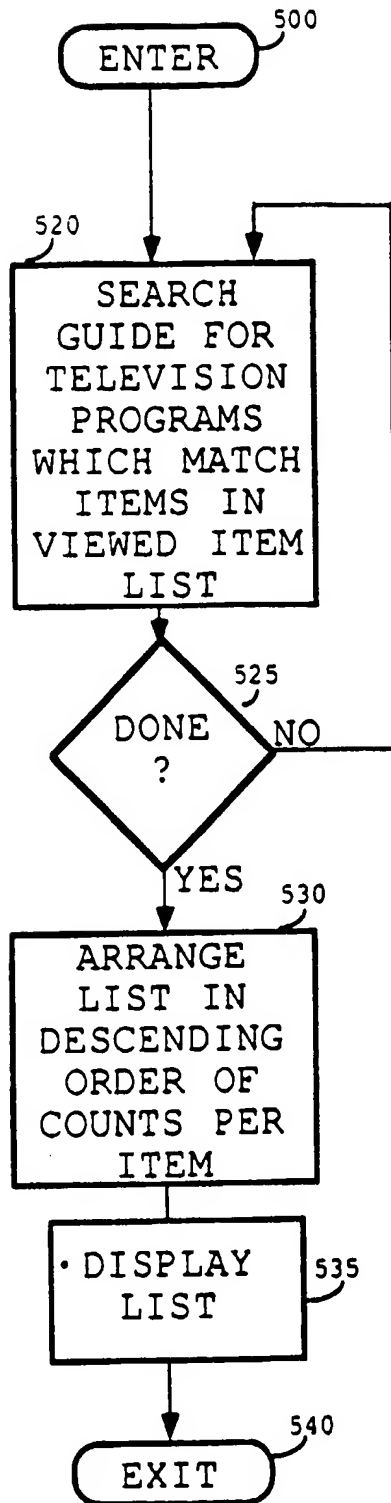 500
ENTER
520
SEARCH
GUIDE FOR
TELEVISION
PROGRAMS
WHICH MATCH
ITEMS IN
VIEWED ITEM
LIST
525
DONE
?
NO
YES
530
ARRANGE
LIST IN
DESCENDING
ORDER OF
COUNTS PER
ITEM
DISPLAY
LIST
535
540
EXIT